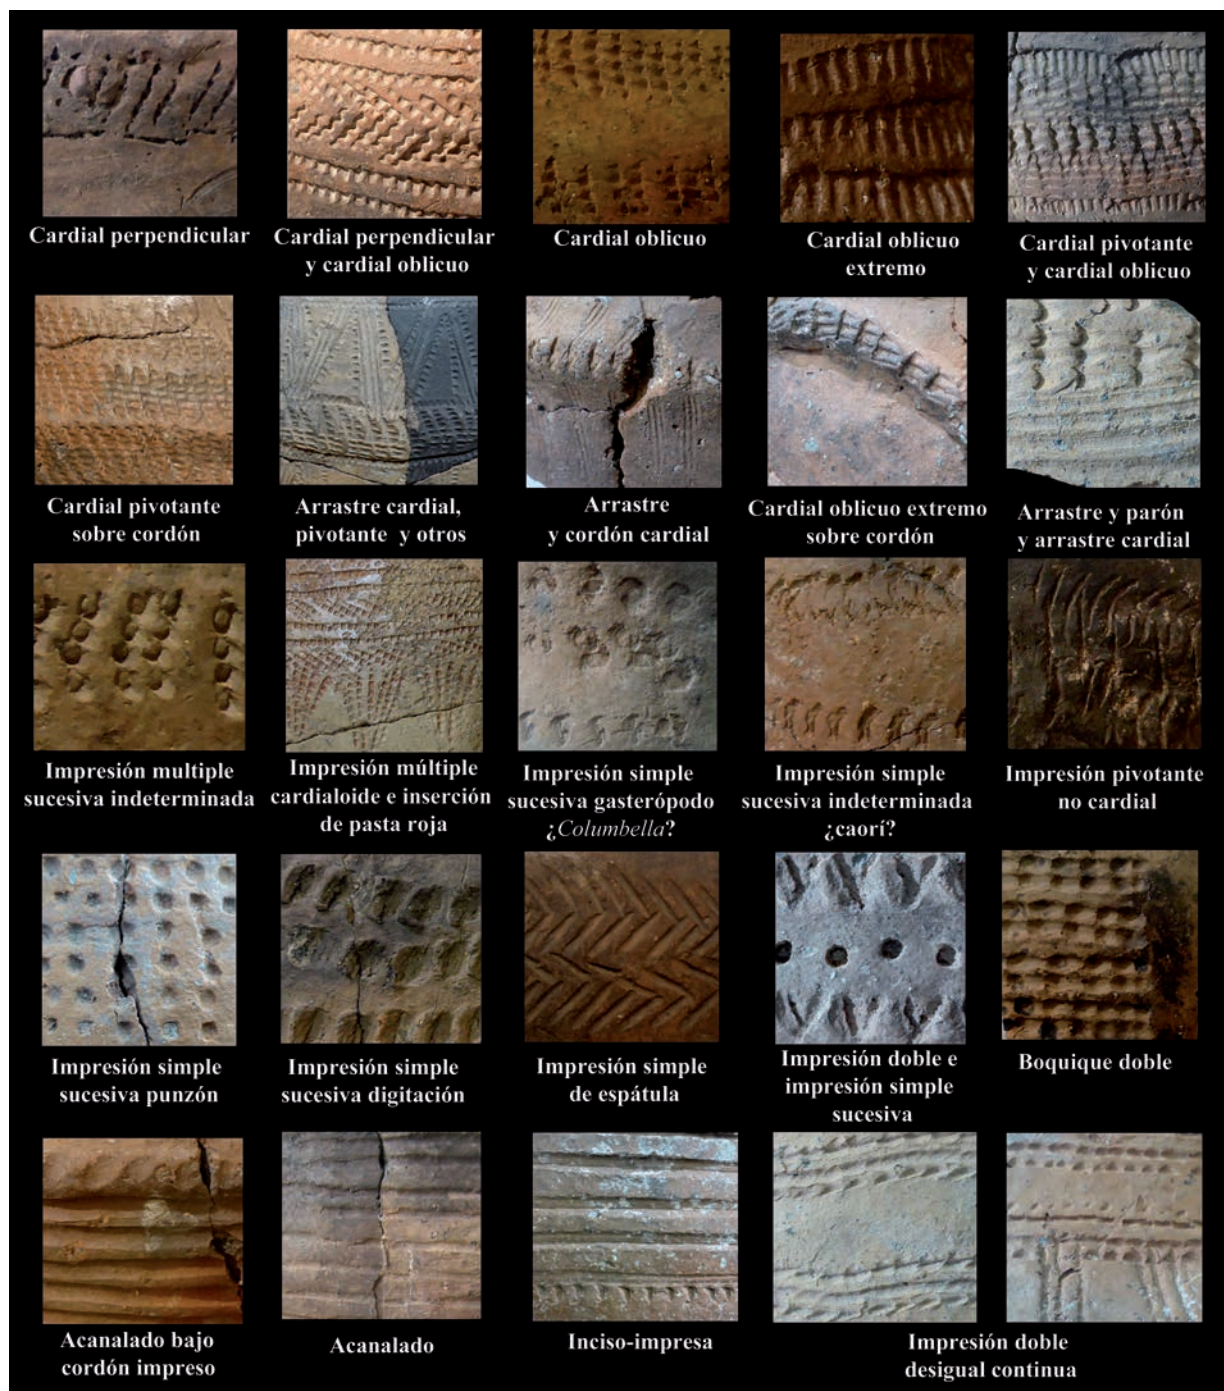 Cardial perpendicular
Cardial perpendicular
y cardial oblicuo
Cardial oblicuo
Cardial oblicuo
extremo
Cardial pivotante
y cardial oblicuo
Cardial pivotante
sobre cordón
Arrastre cardial,
pivotante y otros
Arrastre
y cordón cardial
Cardial oblicuo extremo
sobre cordón
Arrastre y parón
y arrastre cardial
Impresión multiple
sucesiva indeterminada
Impresión múltiple
cardialoide e inserción
de pasta roja
Impresión simple
sucesiva gasterópodo
¿Columbella?
Impresión simple
sucesiva indeterminada
¿caorí?
Impresión pivotante
no cardial
Impresión simple
sucesiva punzón
Impresión simple
sucesiva digitación
Impresión simple
de espátula
Impresión doble e
impresión simple
sucesiva
Boquique doble
Acanalado bajo
cordón impreso
Acanalado
Inciso-impresa
Impresión doble
desigual continua